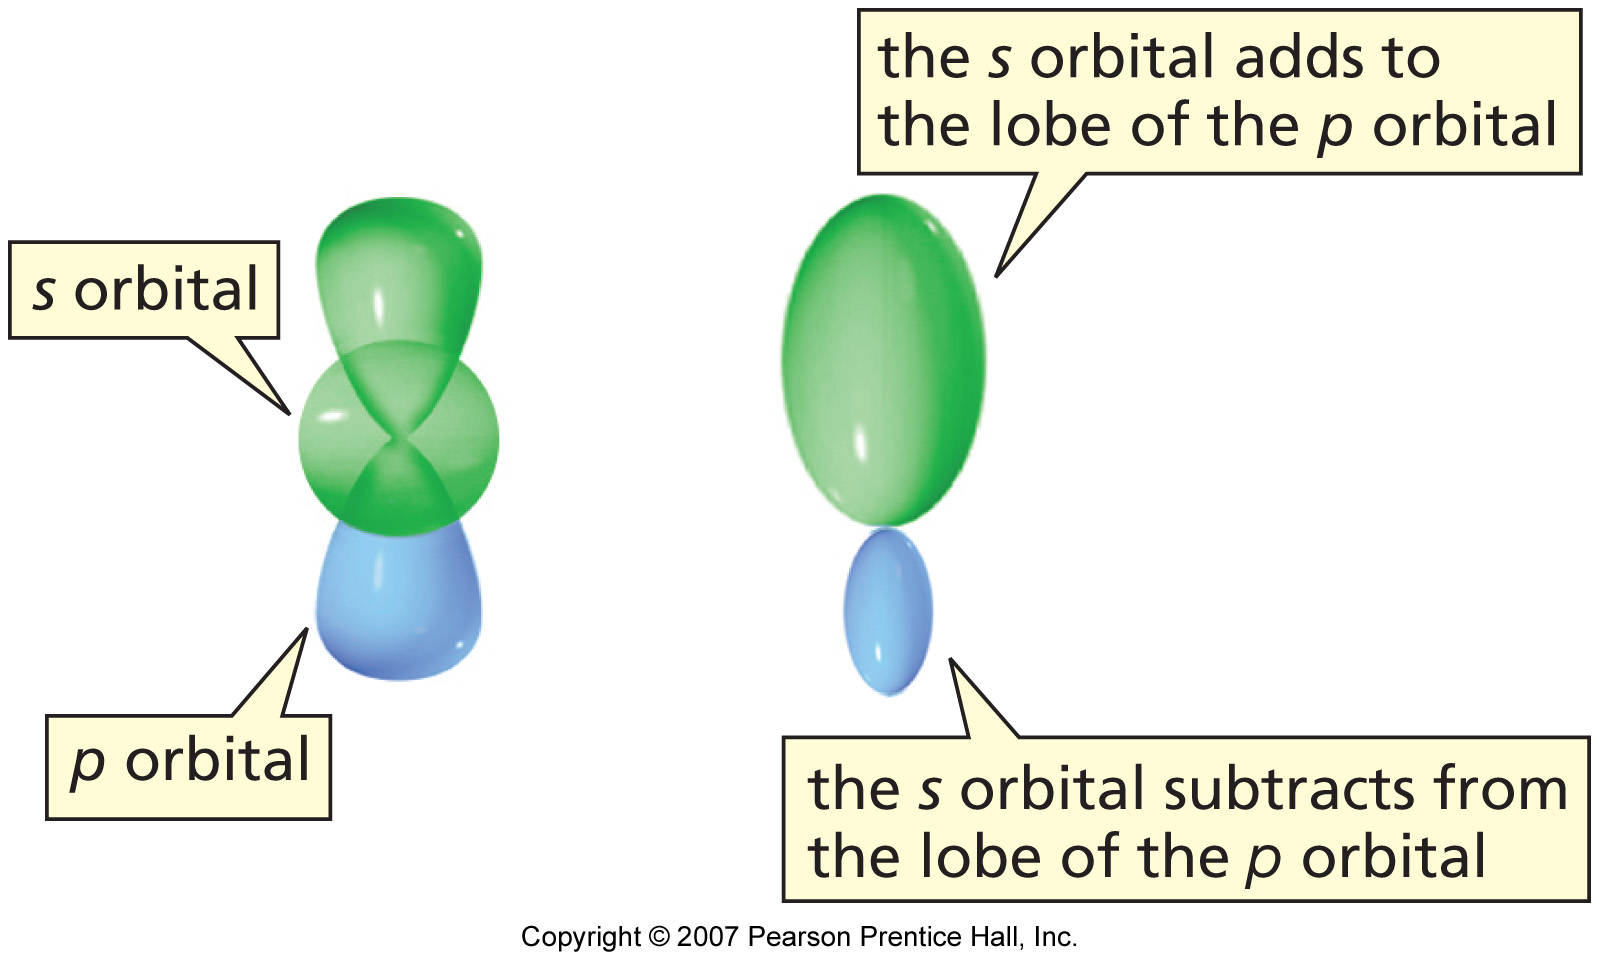 the s orbital adds to
the lobe of the p orbital
s orbital
p orbital
the s orbital subtracts from
the lobe of the p orbital
Copyright © 2007 Pearson Prentice Hall, Inc.